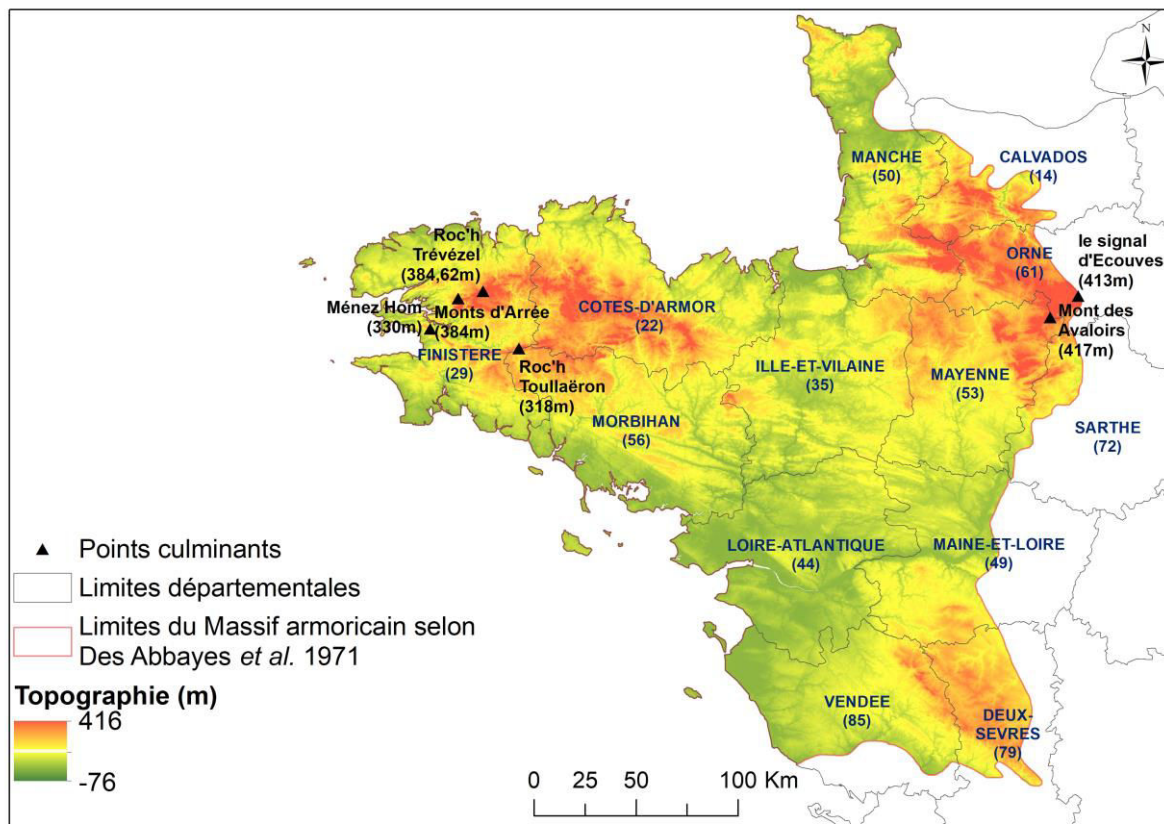 N
MANCHE
(50)
CALVADOS
(14)
Roc'h
Trévézel
(384,62m)
ORNE
(61)
le signal
d'Ecouves
(413m)
Ménez Hom
(330m)
Monts d'Arrée
(384m)
COTES-D'ARMOR
(22)
Mont des
Avaloirs
(417m)
FINISTERE
(29)
Roc'h
Toullaëron
(318m)
ILLE-ET-VILAINE
(35)
MAYENNE
(53)
MORBIHAN
(56)
SARTHE
(72)
LOIRE-ATLANTIQUE
(44)
MAINE-ET-LOIRE
(49)
VENDEE
(85)
DEUX-
SEVRES
(79)
Points culminants
Limites départementales
Limites du Massif armoricain selon
Des Abbayes et al. 1971
Topographie (m)
416
-76
0 25 50 100 Km